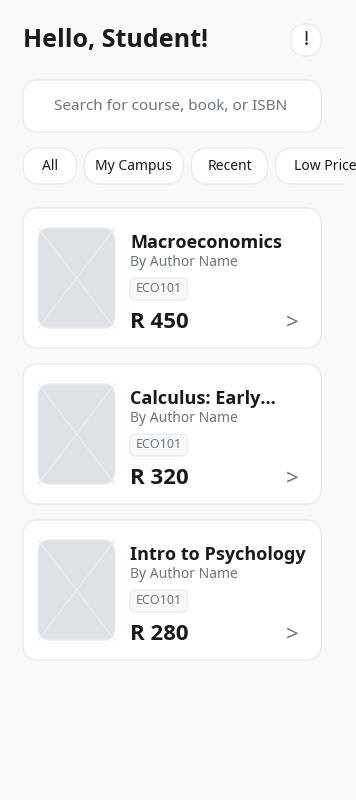 Hello, Student!
!
Search for course, book, or ISBN
All My Campus Recent Low Price
Macroeconomics
By Author Name
ECO101
R 450 >
Calculus: Early...
By Author Name
ECO101
R 320 >
Intro to Psychology
By Author Name
ECO101
R 280 >